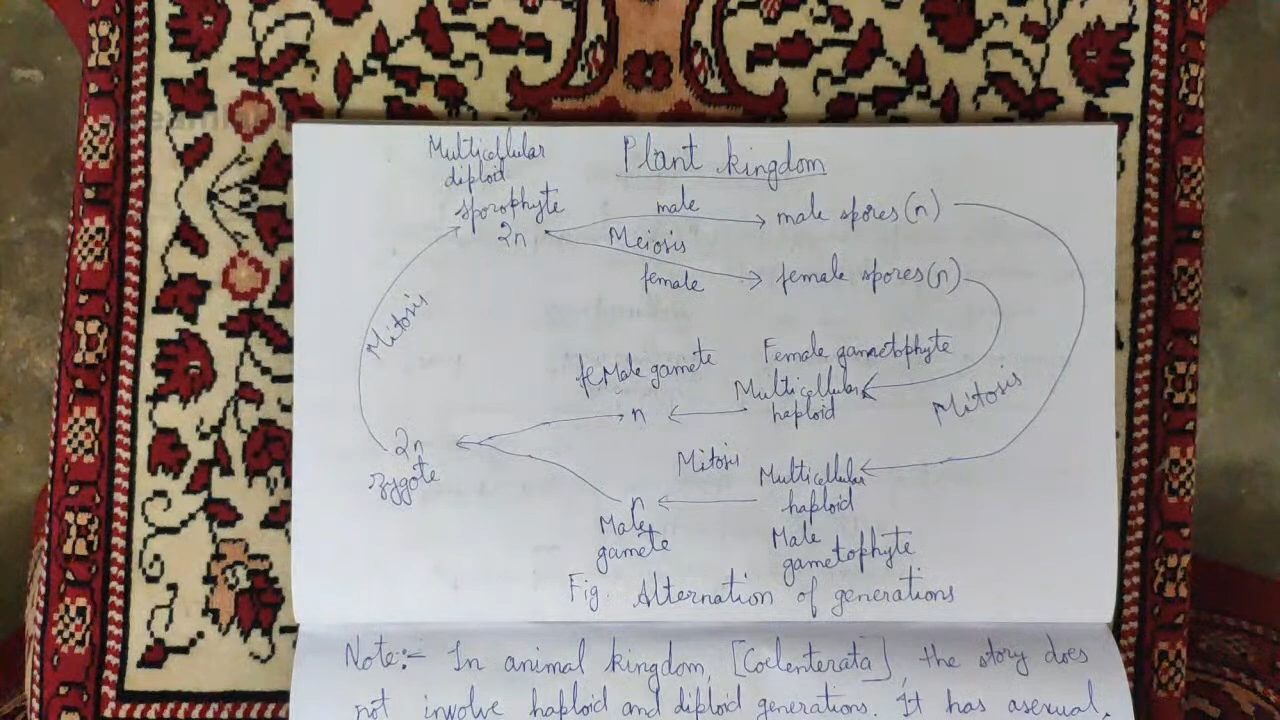 Plant kingdom
Multicellular
diploid
sporophyte
2n
male
Meiosis
female
male spores (n)
female spores (n)
Mitosis
Female gametophyte
Multicellular
haploid
feMale gamete
n
Mitosis
Mitosis
Multicellular
haploid
Male
gametophyte
n
Male
gamete
2n
zygote
Fig. Alternation of generations
Note:- In animal kingdom, [Coelenterata], the story does
not involve haploid and diploid generations. It has asexual.